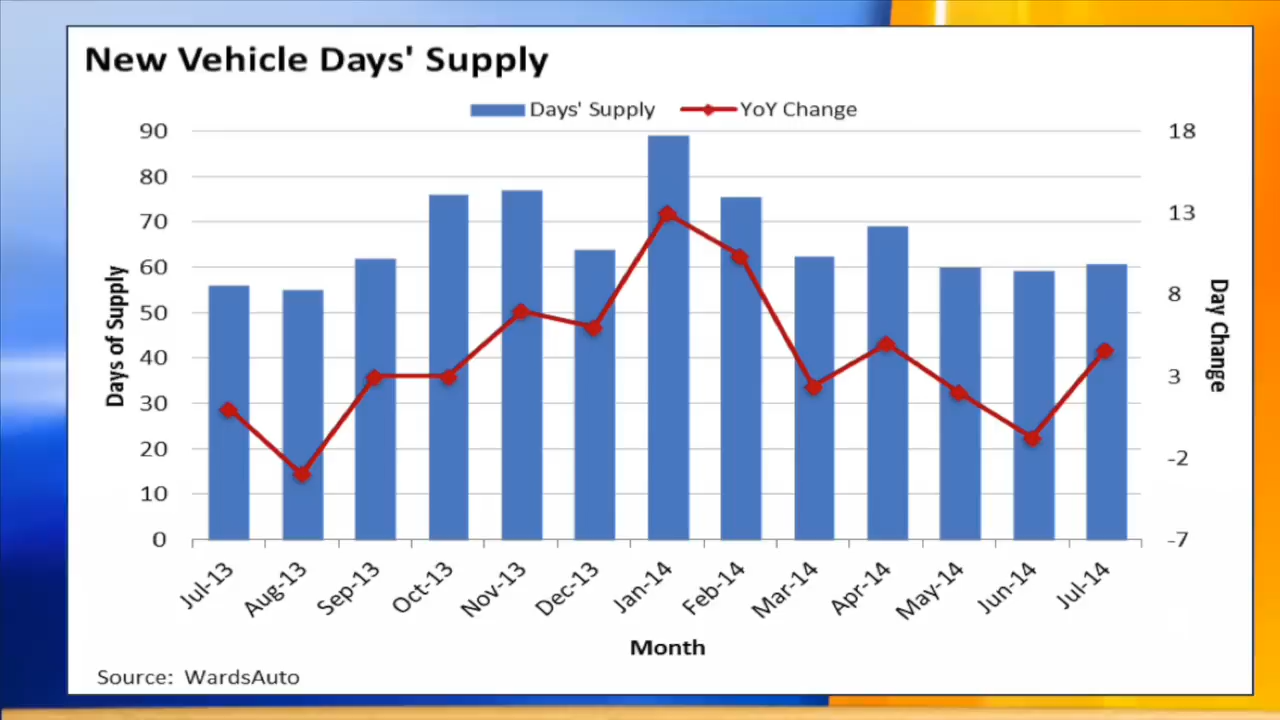 New Vehicle Days' Supply
Days' Supply YoY Change
90
80
70
60
50
40
30
20
10
0
Days of Supply
18
13
8
3
-2
-7
Day Change
Jul-13 Aug-13 Sep-13 Oct-13 Nov-13 Dec-13 Jan-14 Feb-14 Mar-14 Apr-14 May-14 Jun-14 Jul-14
Month
Source: WardsAuto